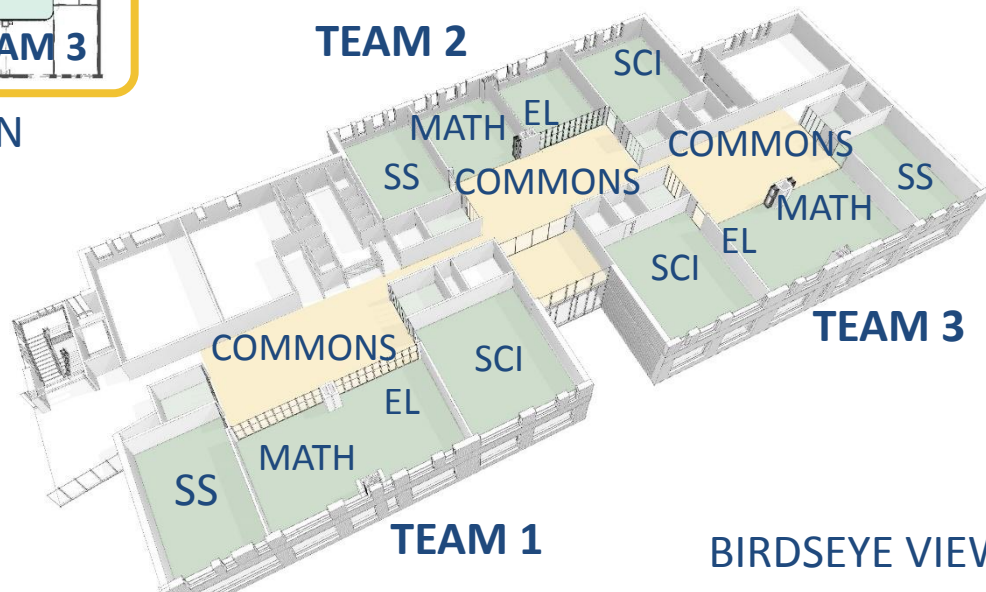 AM 3
N
TEAM 2
SCI
EL
MATH
SS
COMMONS
COMMONS
SS
MATH
EL
SCI
TEAM 3
COMMONS
SCI
EL
MATH
SS
TEAM 1
BIRDSEYE VIEW